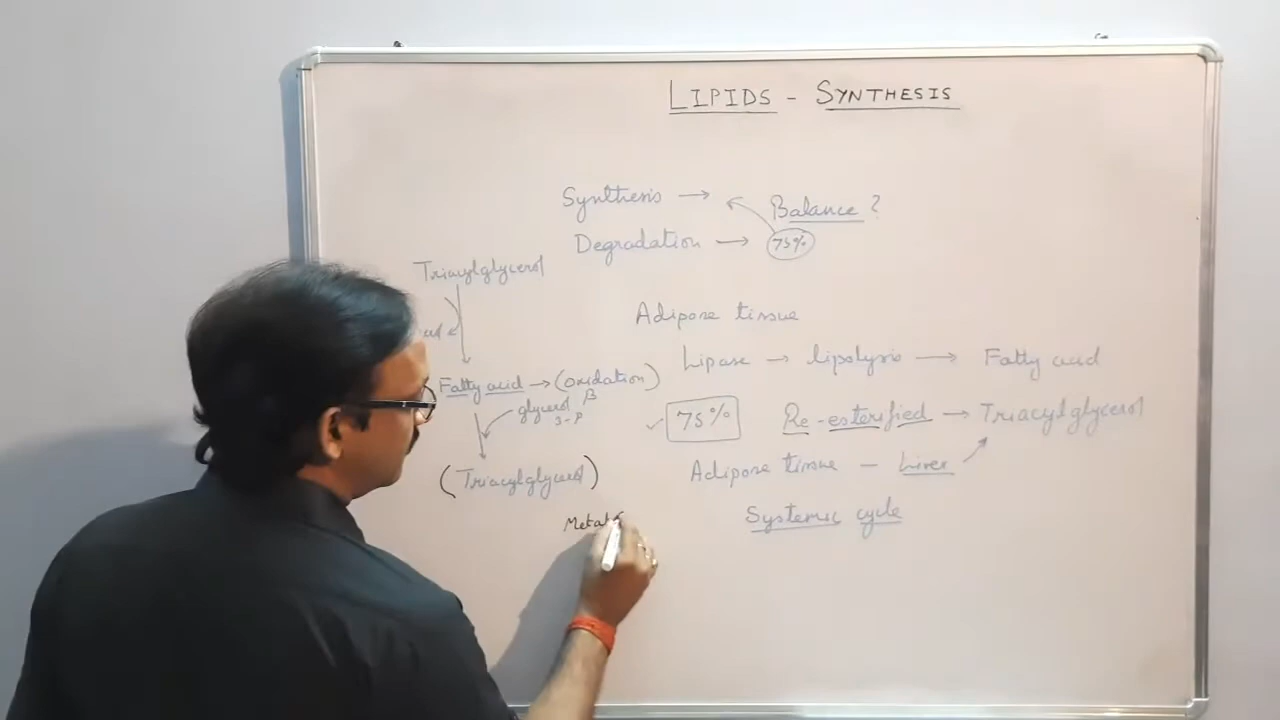 LIPIDS - SYNTHESIS
Synthesis →
Balance ?
Degradation → 75%
Triacylglycerol
Adipose tissue
Lipase → lipolysis → Fatty acid
Fatty acid → (oxidation)
β
glycerol
3-P
75% Re-esterified → Triacylglycerol
(Triacylglycerol)
Adipose tissue - Liver
Systemic cycle